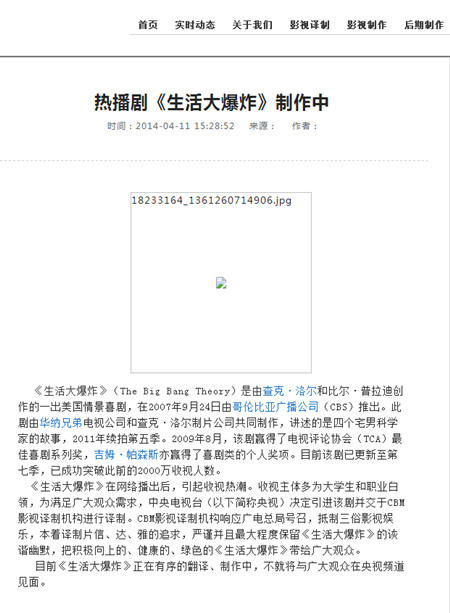 首页 实时动态 关于我们 影视译制 影视制作 后期制作
热播剧《生活大爆炸》制作中
时间：2014-04-11 15:28:52 来源： 作者：
18233164_1361260714906.jpg
《生活大爆炸》（The Big Bang Theory）是由查克·洛尔和比尔·普拉迪创
作的一出美国情景喜剧，在2007年9月24日由哥伦比亚广播公司（CBS）推出。此
剧由华纳兄弟电视公司和查克·洛尔制片公司共同制作，讲述的是四个宅男科学
家的故事，2011年续拍第五季。2009年8月，该剧赢得了电视评论协会（TCA）最
佳喜剧系列奖，吉姆·帕森斯亦赢得了喜剧类的个人奖项。目前该剧已更新至第
七季，已成功突破此前的2000万收视人数。
《生活大爆炸》在网络播出后，引起收视热潮。收视主体多为大学生和职业白
领，为满足广大观众需求，中央电视台（以下简称央视）决定引进该剧并交于CBM
影视译制机构进行译制。CBM影视译制机构响应广电总局号召，抵制三俗影视娱
乐，本着译制片信、达、雅的追求，严谨并且最大程度保留《生活大爆炸》的诙
谐幽默，把积极向上的、健康的、绿色的《生活大爆炸》带给广大观众。
目前《生活大爆炸》正在有序的翻译、制作中，不就将与广大观众在央视频道
见面。